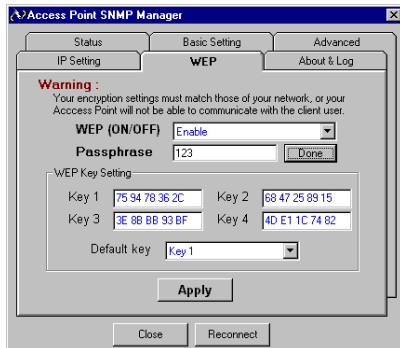 Access Point SNMP Manager
Status Basic Setting Advanced
IP Setting WEP About & Log
Warning :
Your encryption settings must match those of your network, or your
Acccess Point will not be able to communicate with the client user.
WEP (ON/OFF) Enable
Passphrase 123 Done
WEP Key Setting
Key 1 75 94 78 36 2C Key 2 68 47 25 89 15
Key 3 3E 8B BB 93 BF Key 4 4D E1 1C 74 82
Default key Key 1
Apply
Close Reconnect